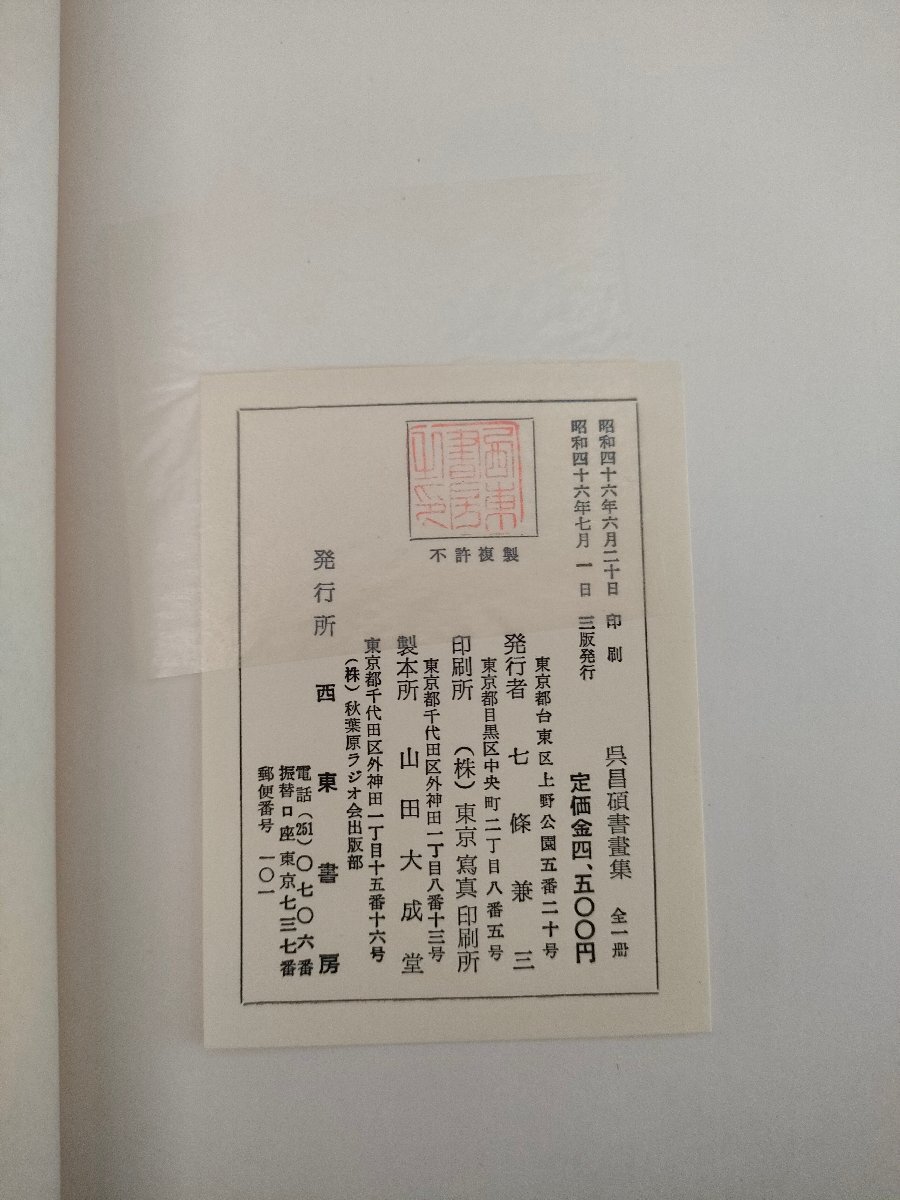 昭和四十六年六月二十日 印刷
昭和四十六年七月一日 三版発行
呉昌碩書畫集 全一册
定価金四、五〇〇円
西東書房之印
不許複製
東京都台東区上野公園五番二十号
発行者 七條兼三
東京都目黒区中央町二丁目八番五号
印刷所 (株)東京寫真印刷所
東京都千代田区外神田一丁目八番十三号
製本所 山田大成堂
東京都千代田区外神田一丁目十五番十六号
(株)秋葉原ラジオ会出版部
発行所 西東書房
電話(251)〇七〇六番
振替口座東京七三七番
郵便番号 一〇一